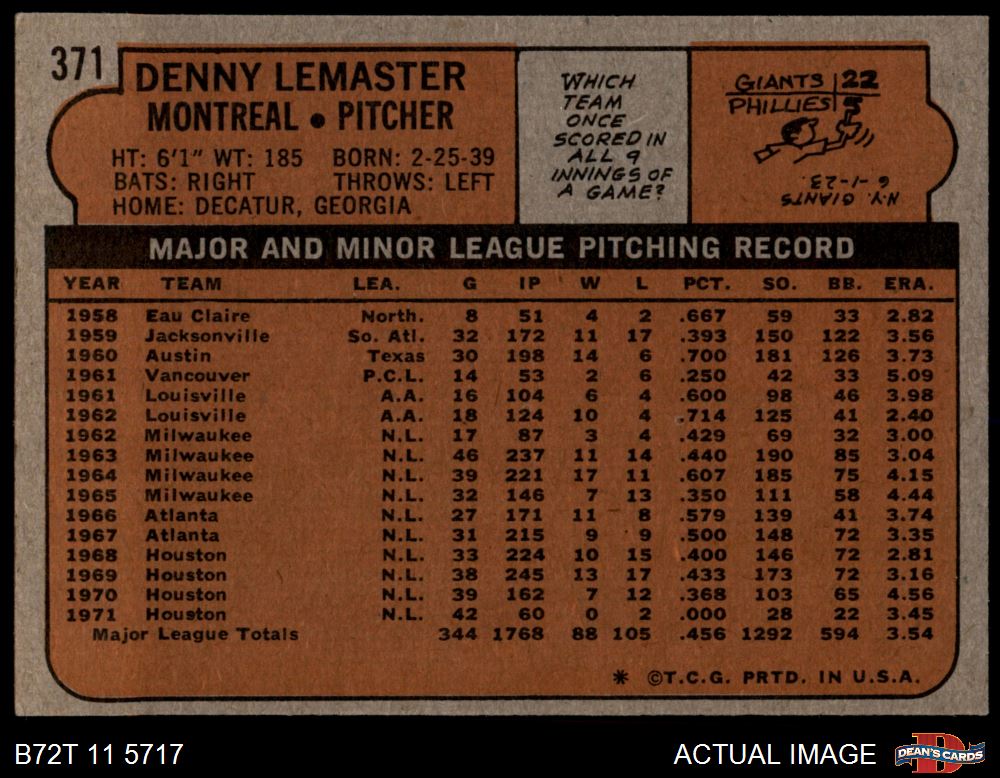 371
DENNY LEMASTER
MONTREAL • PITCHER
HT: 6'1" WT: 185 BORN: 2-25-39
BATS: RIGHT THROWS: LEFT
HOME: DECATUR, GEORGIA
WHICH
TEAM
ONCE
SCORED IN
ALL 9
INNINGS OF
A GAME?
GIANTS 22
PHILLIES 5
N.Y. GIANTS
6-1-23.
MAJOR AND MINOR LEAGUE PITCHING RECORD
YEAR TEAM LEA. G IP W L PCT. SO. BB. ERA.
1958 Eau Claire North. 8 51 4 2 .667 59 33 2.82
1959 Jacksonville So. Atl. 32 172 11 17 .393 150 122 3.56
1960 Austin Texas 30 198 14 6 .700 181 126 3.73
1961 Vancouver P.C.L. 14 53 2 6 .250 42 33 5.09
1961 Louisville A.A. 16 104 6 4 .600 98 46 3.98
1962 Louisville A.A. 18 124 10 4 .714 125 41 2.40
1962 Milwaukee N.L. 17 87 3 4 .429 69 32 3.00
1963 Milwaukee N.L. 46 237 11 14 .440 190 85 3.04
1964 Milwaukee N.L. 39 221 17 11 .607 185 75 4.15
1965 Milwaukee N.L. 32 146 7 13 .350 111 58 4.44
1966 Atlanta N.L. 27 171 11 8 .579 139 41 3.74
1967 Atlanta N.L. 31 215 9 9 .500 148 72 3.35
1968 Houston N.L. 33 224 10 15 .400 146 72 2.81
1969 Houston N.L. 38 245 13 17 .433 173 72 3.16
1970 Houston N.L. 39 162 7 12 .368 103 65 4.56
1971 Houston N.L. 42 60 0 2 .000 28 22 3.45
Major League Totals 344 1768 88 105 .456 1292 594 3.54
* ©T.C.G. PRTD. IN U.S.A.
B72T 11 5717
ACTUAL IMAGE
DEAN'S CARDS